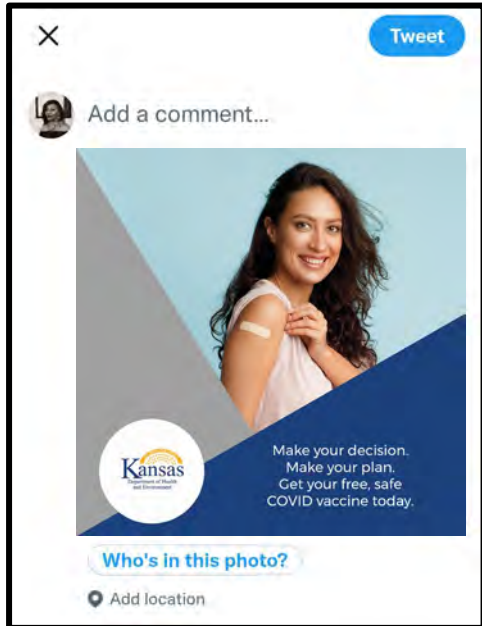 Tweet
Add a comment...
Kansas
Department of Health
and Environment
Make your decision.
Make your plan.
Get your free, safe
COVID vaccine today.
Who's in this photo?
Add location